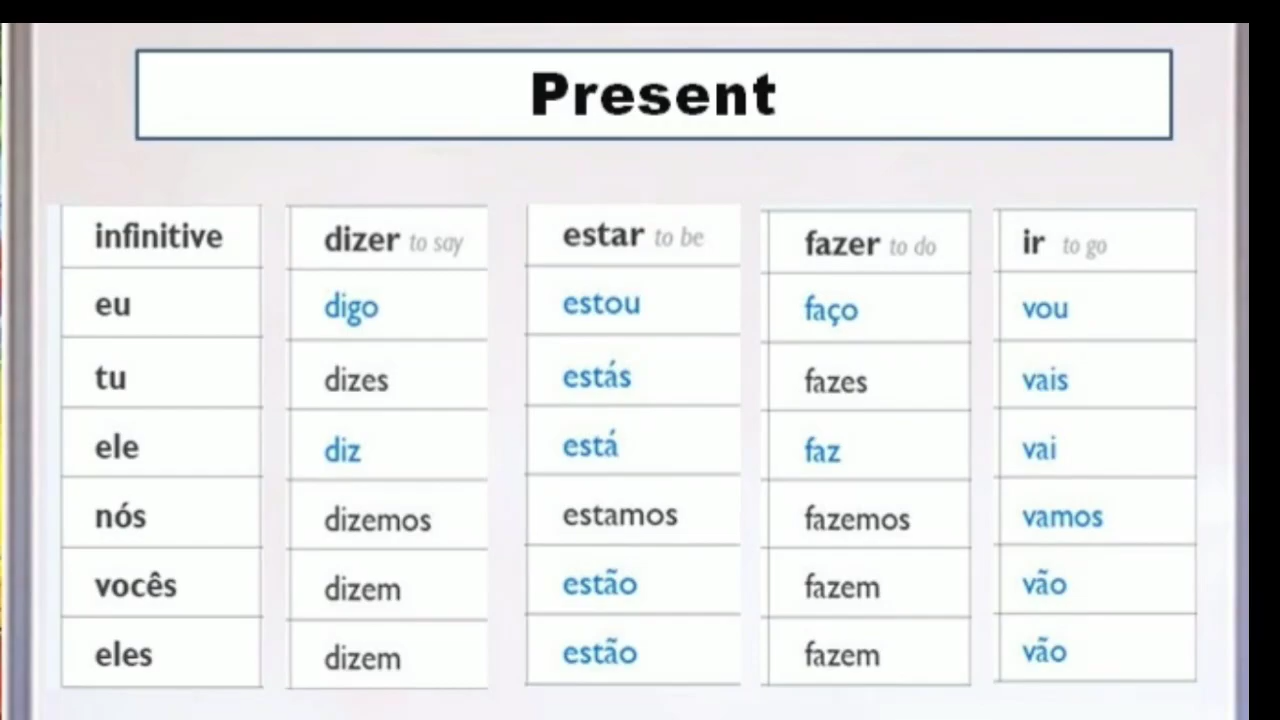 Present
infinitive dizer to say estar to be fazer to do ir to go
eu digo estou faço vou
tu dizes estás fazes vais
ele diz está faz vai
nós dizemos estamos fazemos vamos
vocês dizem estão fazem vão
eles dizem estão fazem vão